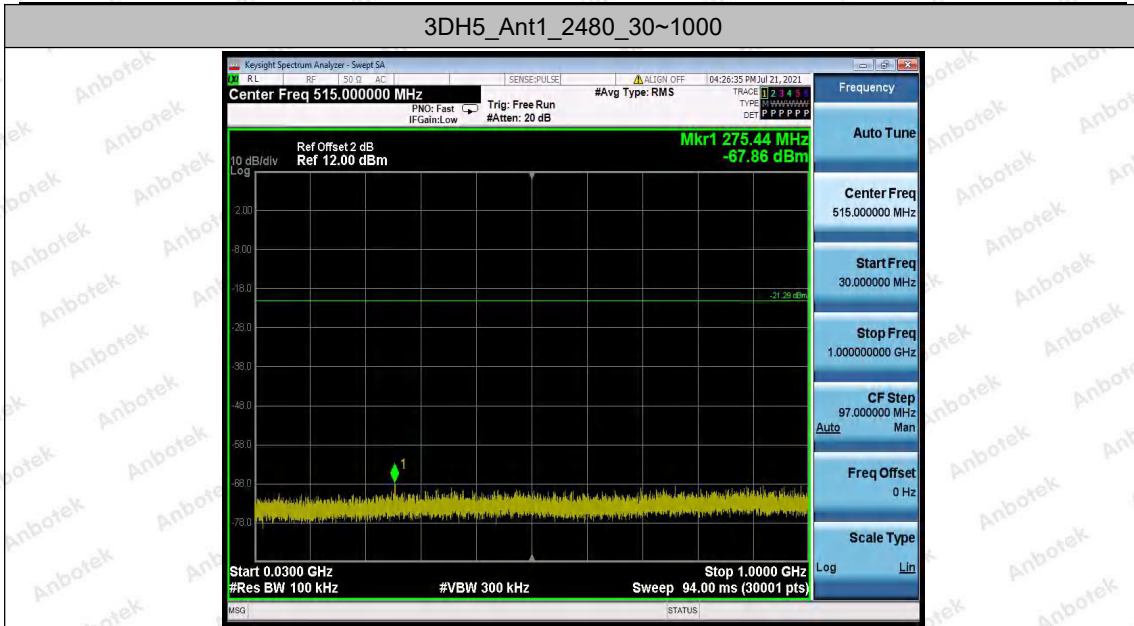 3DH5_Ant1_2480_30~1000
Keysight Spectrum Analyzer - Swept SA
RL RF 50 Ω AC SENSE:PULSE ALIGN OFF 04:26:35 PM Jul 21, 2021
Center Freq 515.000000 MHz
#Avg Type: RMS
TRACE 1 2 3 4 5 6
PNO: Fast
Trig: Free Run
TYPE M WWWWW
IFGain:Low
#Atten: 20 dB
DET P P P P P P
Mkr1 275.44 MHz
-67.86 dBm
Ref Offset 2 dB
10 dB/div Ref 12.00 dBm
Log
2.00
-8.00
-18.0
-21.29 dBm
-28.0
-38.0
-48.0
-58.0
1
-68.0
-78.0
Start 0.0300 GHz Stop 1.0000 GHz
#Res BW 100 kHz #VBW 300 kHz Sweep 94.00 ms (30001 pts)
MSG STATUS
Frequency
Auto Tune
Center Freq
515.000000 MHz
Start Freq
30.000000 MHz
Stop Freq
1.000000000 GHz
CF Step
97.000000 MHz
Auto Man
Freq Offset
0 Hz
Scale Type
Log Lin
Anbotek